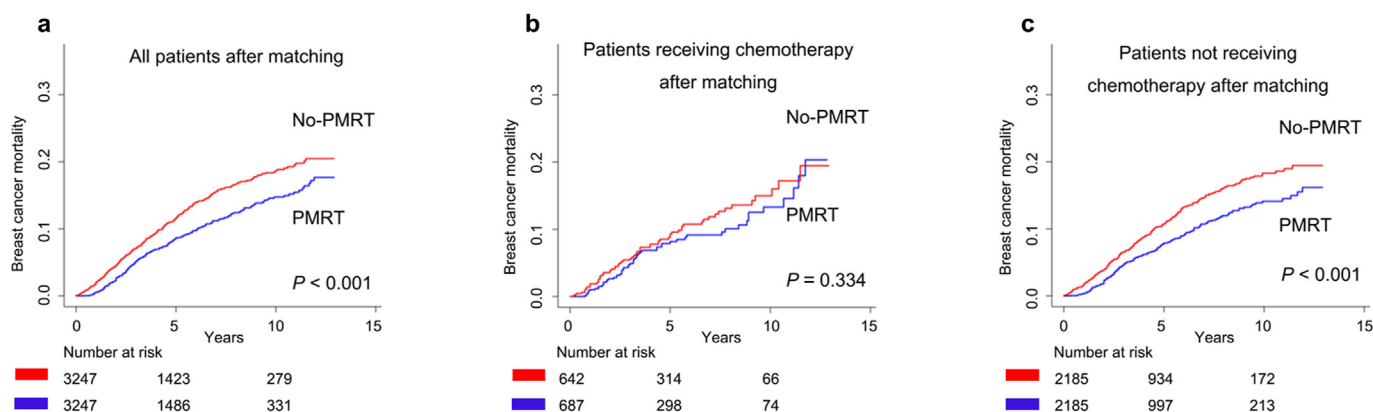 a
All patients after matching
Breast cancer mortality
0.3
0.2
0.1
0.0
No-PMRT
PMRT
P < 0.001
0 5 10 15
Years
Number at risk
3247 1423 279
3247 1486 331
b
Patients receiving chemotherapy
after matching
Breast cancer mortality
0.3
0.2
0.1
0.0
No-PMRT
PMRT
P = 0.334
0 5 10 15
Years
Number at risk
642 314 66
687 298 74
c
Patients not receiving
chemotherapy after matching
Breast cancer mortality
0.3
0.2
0.1
0.0
No-PMRT
PMRT
P < 0.001
0 5 10 15
Years
Number at risk
2185 934 172
2185 997 213